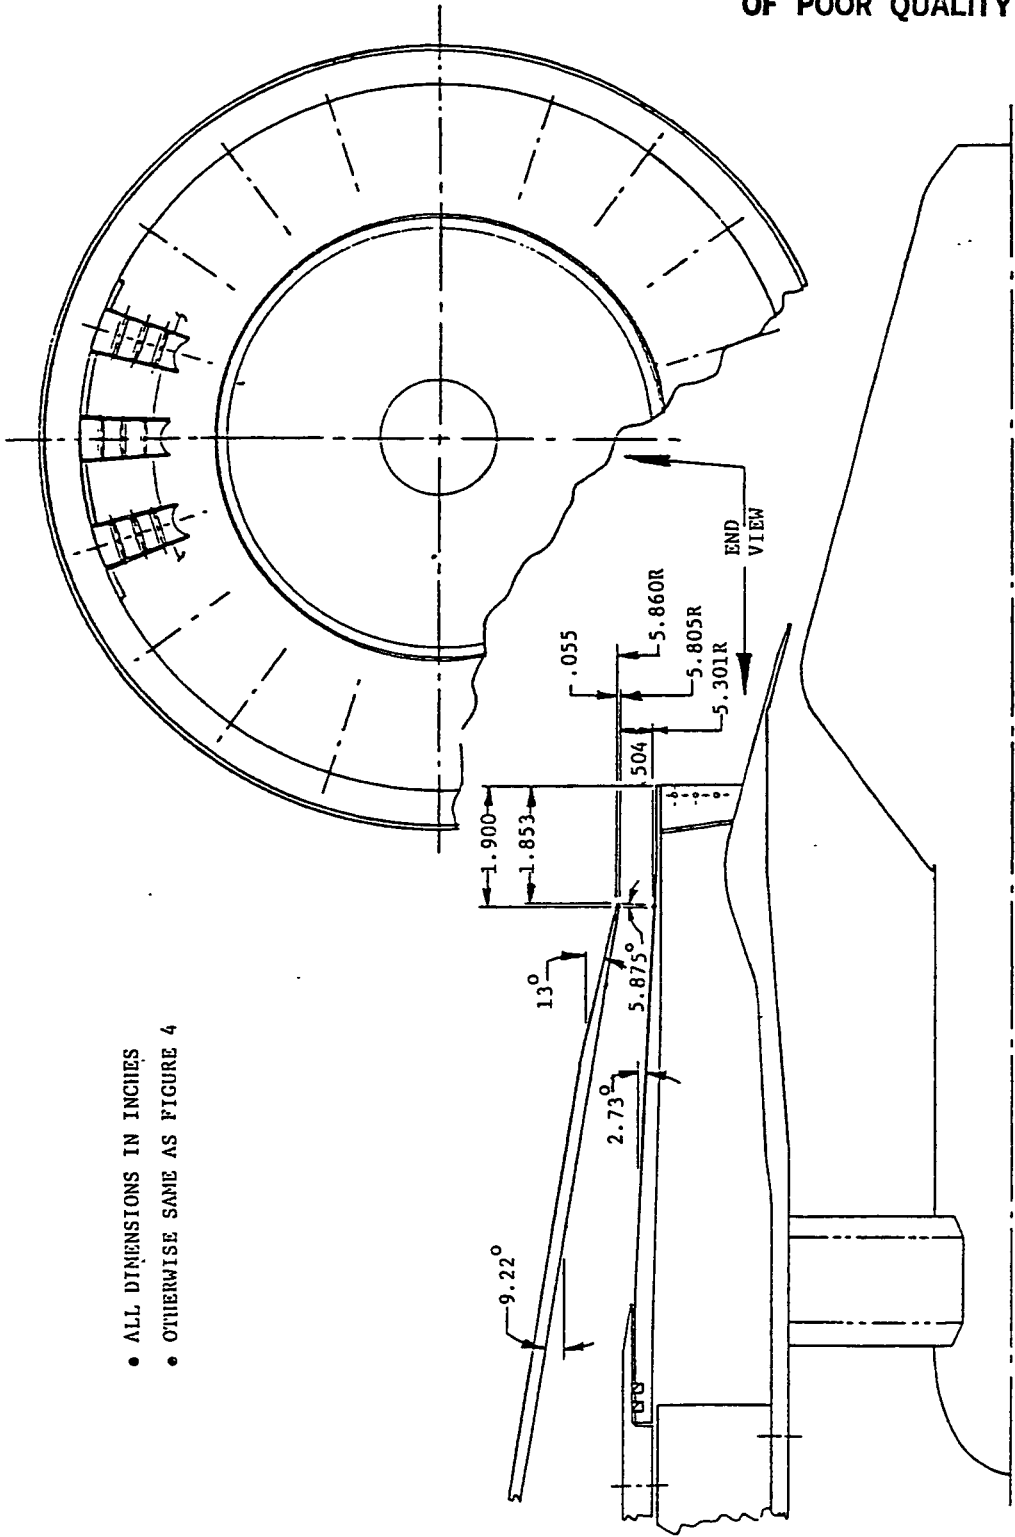 OF POOR QUALITY
• ALL DIMENSIONS IN INCHES
• OTHERWISE SAME AS FIGURE 4
9.22°
2.73°
13°
5.875°
1.900
1.853
.055
5.860R
5.805R
5.301R
.504
END
VIEW